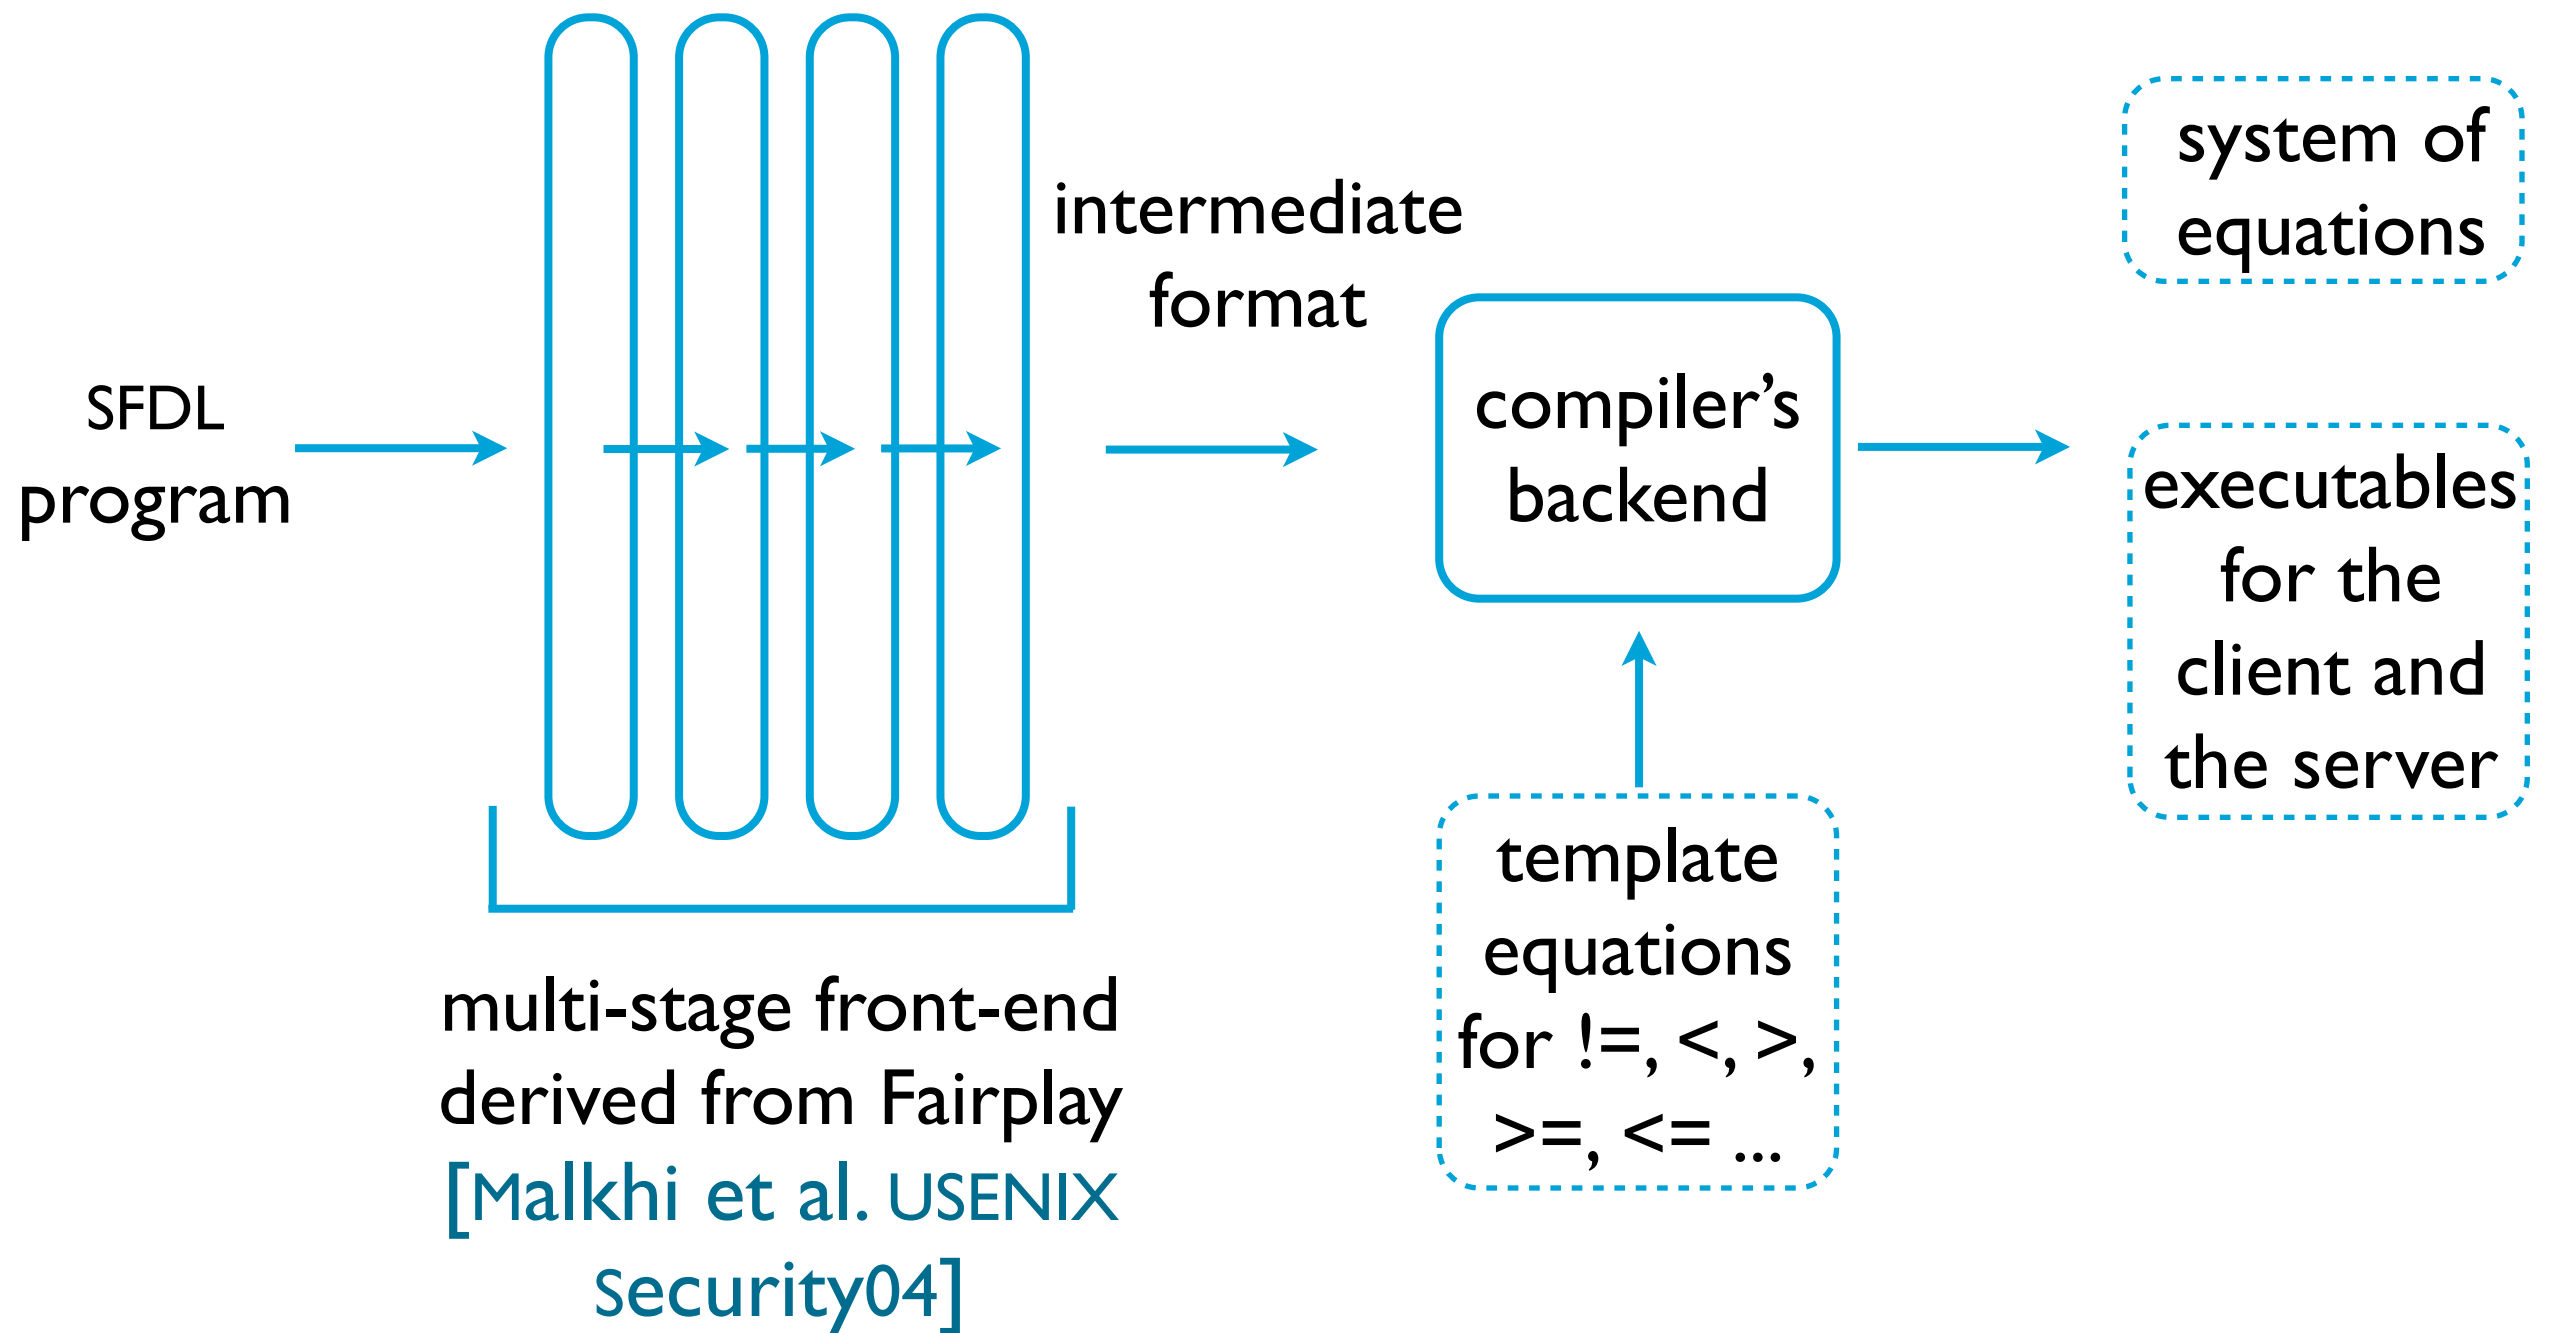 SFDL
program
multi-stage front-end
derived from Fairplay
[Malkhi et al. USENIX
Security04]
intermediate
format
compiler’s
backend
template
equations
for !=, <, >,
>=, <= ...
system of
equations
executables
for the
client and
the server